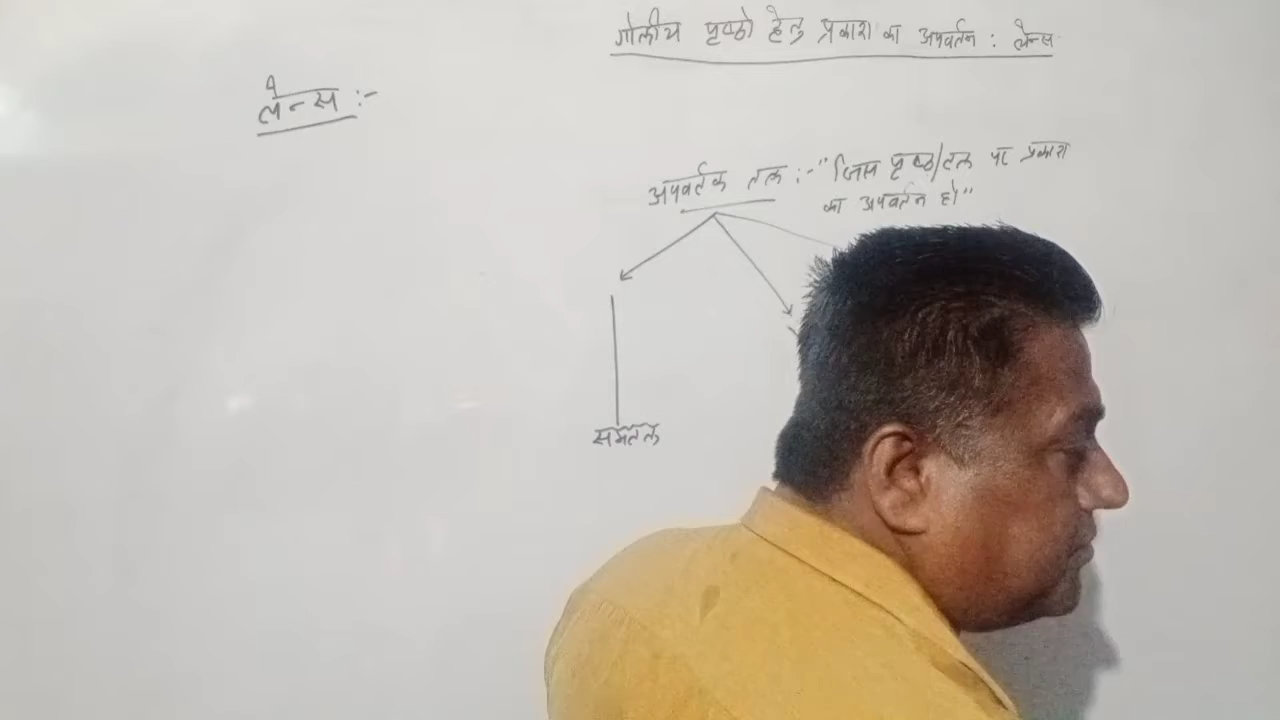 गोलीय पृष्ठो हेतु प्रकाश का अपवर्तन : लेन्स
लेन्स :-
अपवर्तक तल :- "जिस पृष्ठ/तल पर प्रकाश
का अपवर्तन हो"
समतल